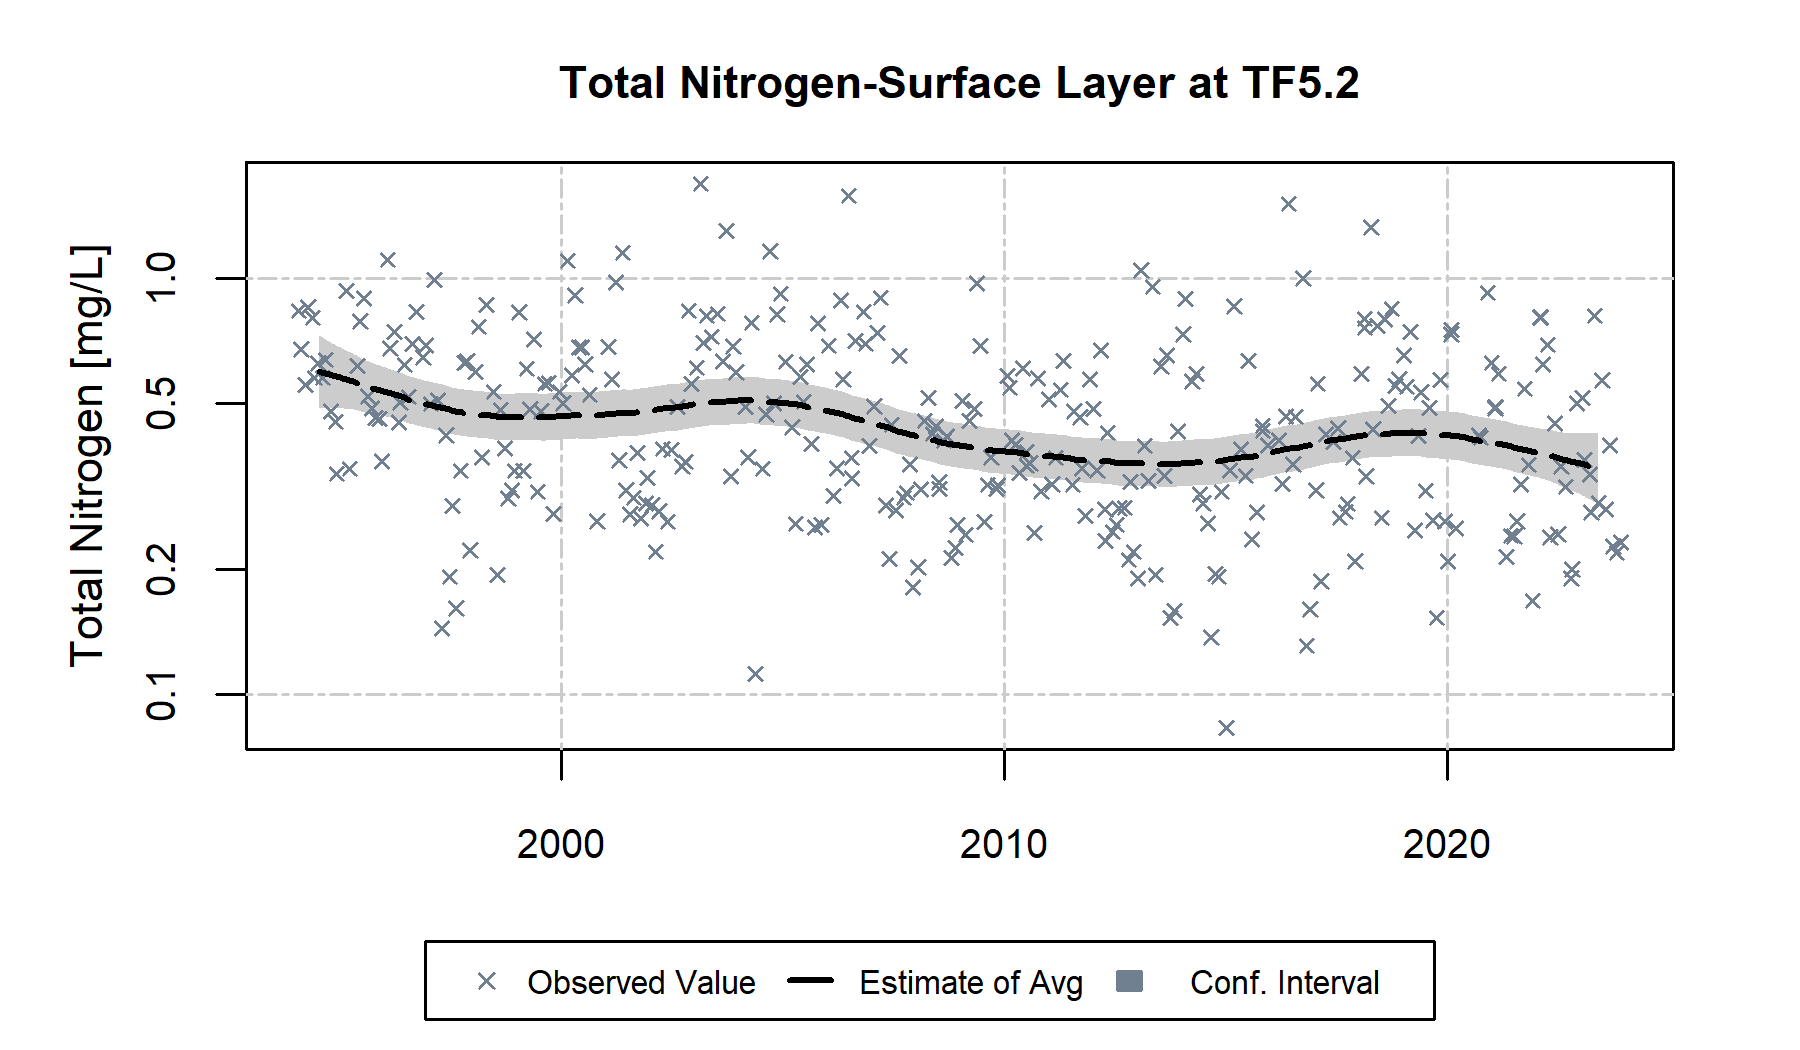 Total Nitrogen-Surface Layer at TF5.2
Total Nitrogen [mg/L]
1.0
0.5
0.2
0.1
2000 2010 2020
Observed Value Estimate of Avg Conf. Interval